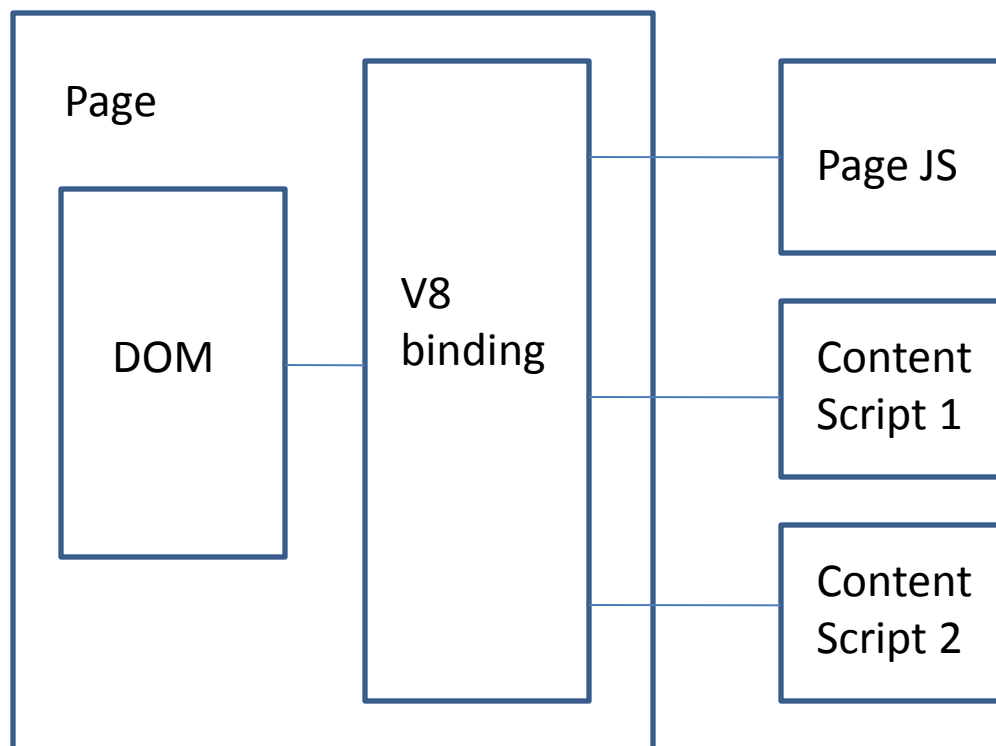 Page
DOM
V8
binding
Page JS
Content
Script 1
Content
Script 2